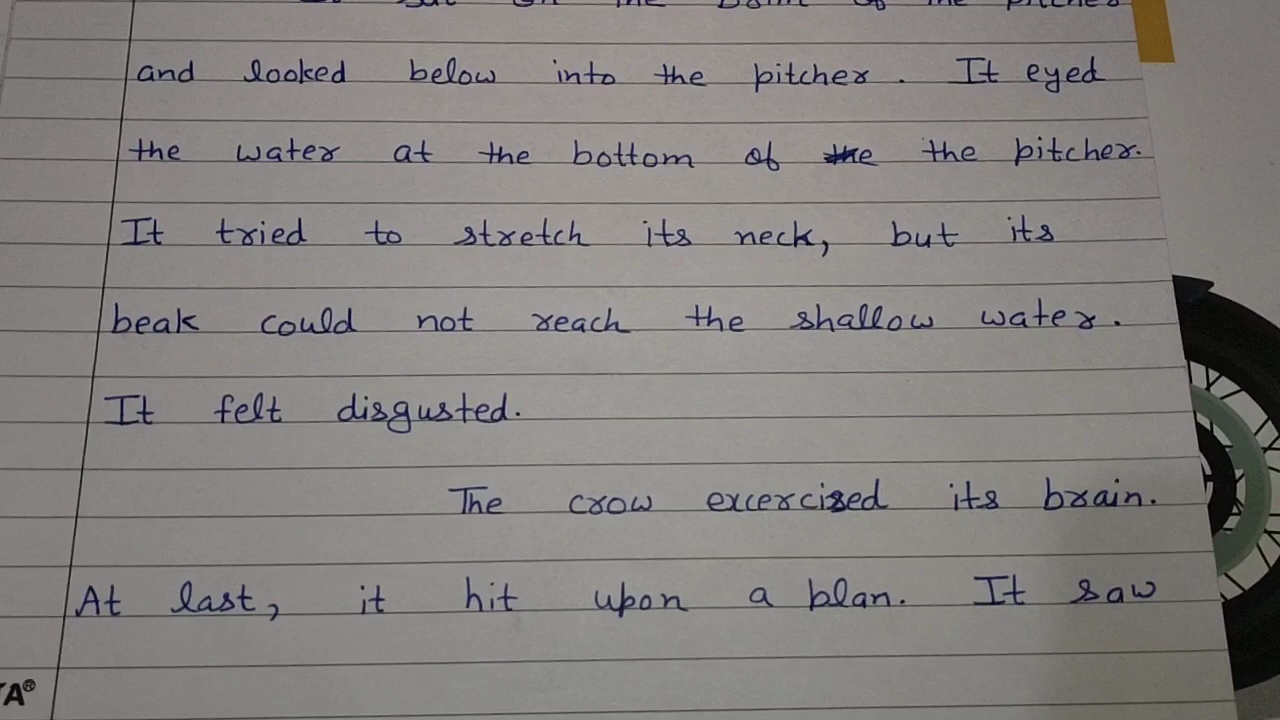 and looked below into the pitcher. It eyed
the water at the bottom of the the pitcher.
It tried to stretch its neck, but its
beak could not reach the shallow water.
It felt disgusted.
The crow excercised its brain.
At last, it hit upon a plan. It saw
TA®